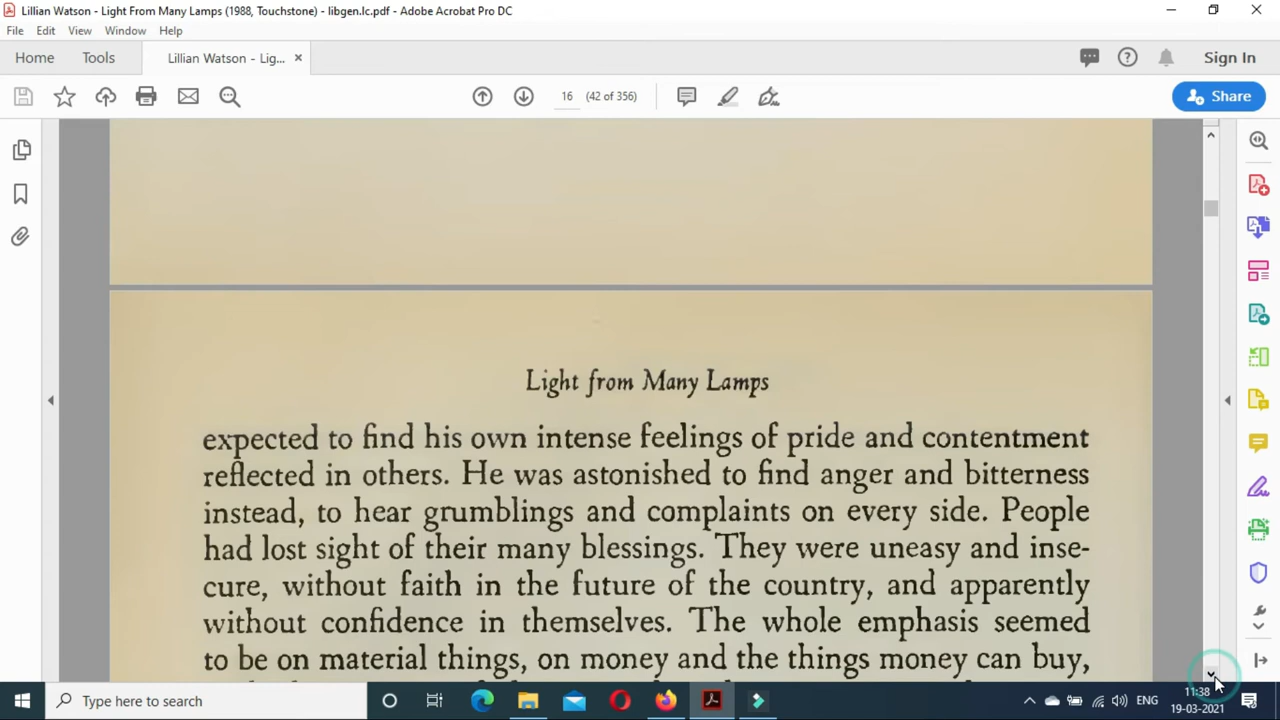 Lillian Watson - Light From Many Lamps (1988, Touchstone) - libgen.lc.pdf - Adobe Acrobat Pro DC
File Edit View Window Help
Home Tools Lillian Watson - Lig... × Sign In
16 (42 of 356) Share
Light from Many Lamps
expected to find his own intense feelings of pride and contentment
reflected in others. He was astonished to find anger and bitterness
instead, to hear grumblings and complaints on every side. People
had lost sight of their many blessings. They were uneasy and inse-
cure, without faith in the future of the country, and apparently
without confidence in themselves. The whole emphasis seemed
to be on material things, on money and the things money can buy,
Type here to search
ENG
11:38
19-03-2021